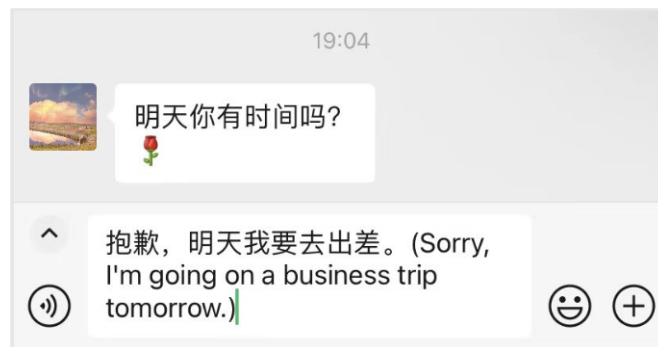 19:04
明天你有时间吗?
🌹
抱歉，明天我要去出差。(Sorry,
I'm going on a business trip
tomorrow.)